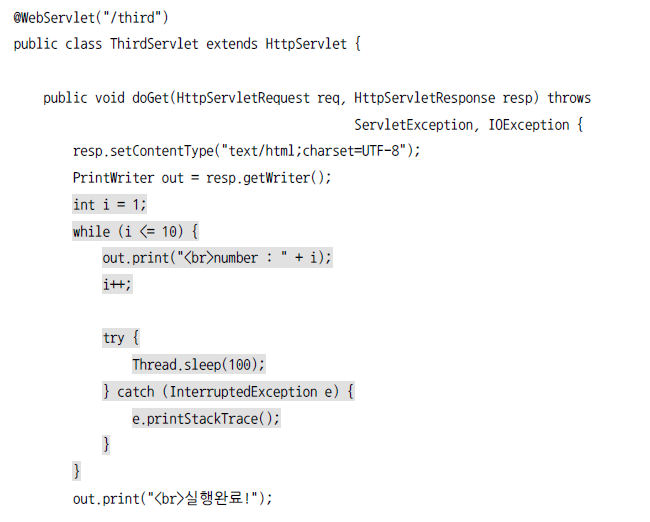 @WebServlet("/third")
public class ThirdServlet extends HttpServlet {
public void doGet(HttpServletRequest req, HttpServletResponse resp) throws
ServletException, IOException {
resp.setContentType("text/html;charset=UTF-8");
PrintWriter out = resp.getWriter();
int i = 1;
while (i <= 10) {
out.print("<br>number : " + i);
i++;
try {
Thread.sleep(100);
} catch (InterruptedException e) {
e.printStackTrace();
}
}
out.print("<br>실행완료!");